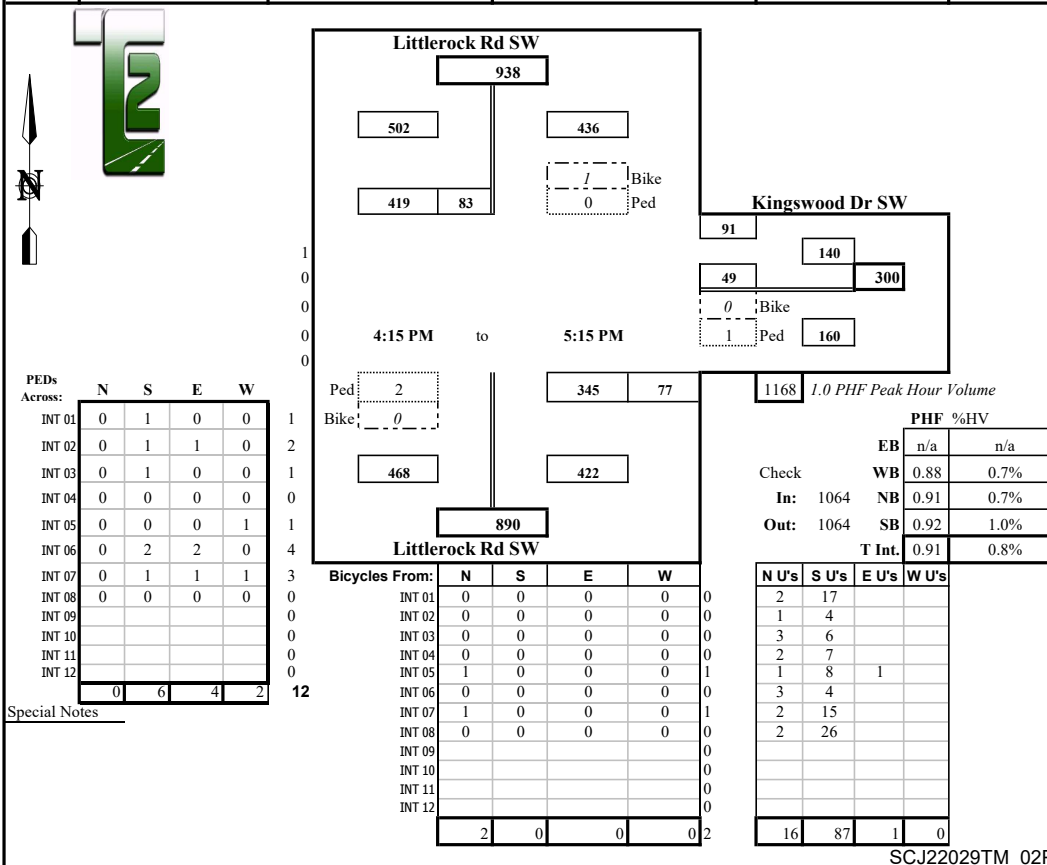 T2
N
Littlerock Rd SW
938
502 436
1 Bike
0 Ped
419 83
Kingswood Dr SW
91
140
49 300
0 Bike
1 Ped 160
1
0
0
0
0
4:15 PM to 5:15 PM
Ped 2
Bike 0
345 77
1168 1.0 PHF Peak Hour Volume
468 422
890
Littlerock Rd SW
PHF %HV
EB n/a n/a
Check WB 0.88 0.7%
In: 1064 NB 0.91 0.7%
Out: 1064 SB 0.92 1.0%
T Int. 0.91 0.8%
PEDs
Across: N S E W
INT 01 0 1 0 0 1
INT 02 0 1 1 0 2
INT 03 0 1 0 0 1
INT 04 0 0 0 0 0
INT 05 0 0 0 1 1
INT 06 0 2 2 0 4
INT 07 0 1 1 1 3
INT 08 0 0 0 0 0
INT 09 0
INT 10 0
INT 11 0
INT 12 0
0 6 4 2 12
Special Notes
Bicycles From: N S E W
INT 01 0 0 0 0 0
INT 02 0 0 0 0 0
INT 03 0 0 0 0 0
INT 04 0 0 0 0 0
INT 05 1 0 0 0 1
INT 06 0 0 0 0 0
INT 07 1 0 0 0 1
INT 08 0 0 0 0 0
INT 09 0
INT 10 0
INT 11 0
INT 12 0
2 0 0 0 2
N U's S U's E U's W U's
2 17
1 4
3 6
2 7
1 8 1
3 4
2 15
2 26
16 87 1 0
SCJ22029TM_02P